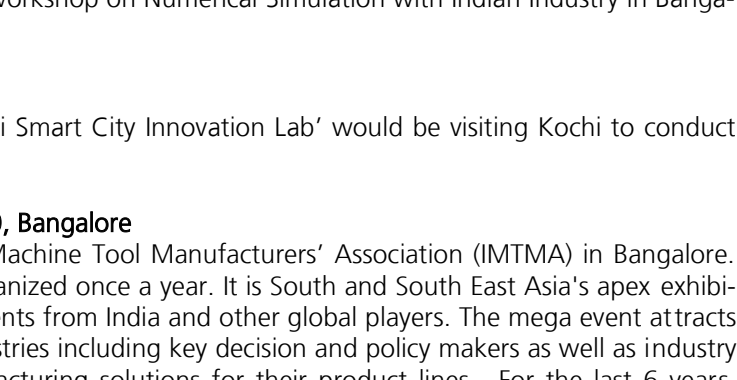 Workshop on Numerical Simulation with Indian Industry in Banga-
i Smart City Innovation Lab’ would be visiting Kochi to conduct
, Bangalore
Machine Tool Manufacturers’ Association (IMTMA) in Bangalore.
anized once a year. It is South and South East Asia's apex exhibi-
ents from India and other global players. The mega event attracts
stries including key decision and policy makers as well as industry
acturing solutions for their product lines. For the last 6 years,